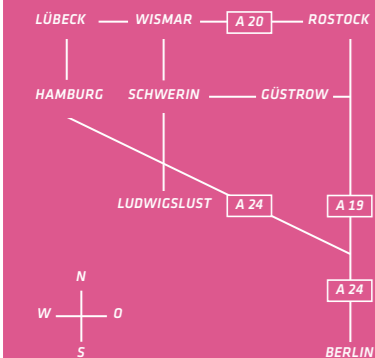 LÜBECK WISMAR A 20 ROSTOCK
HAMBURG SCHWERIN GÜSTROW
LUDWIGSLUST A 24 A 19
N
A 24
W O
S BERLIN